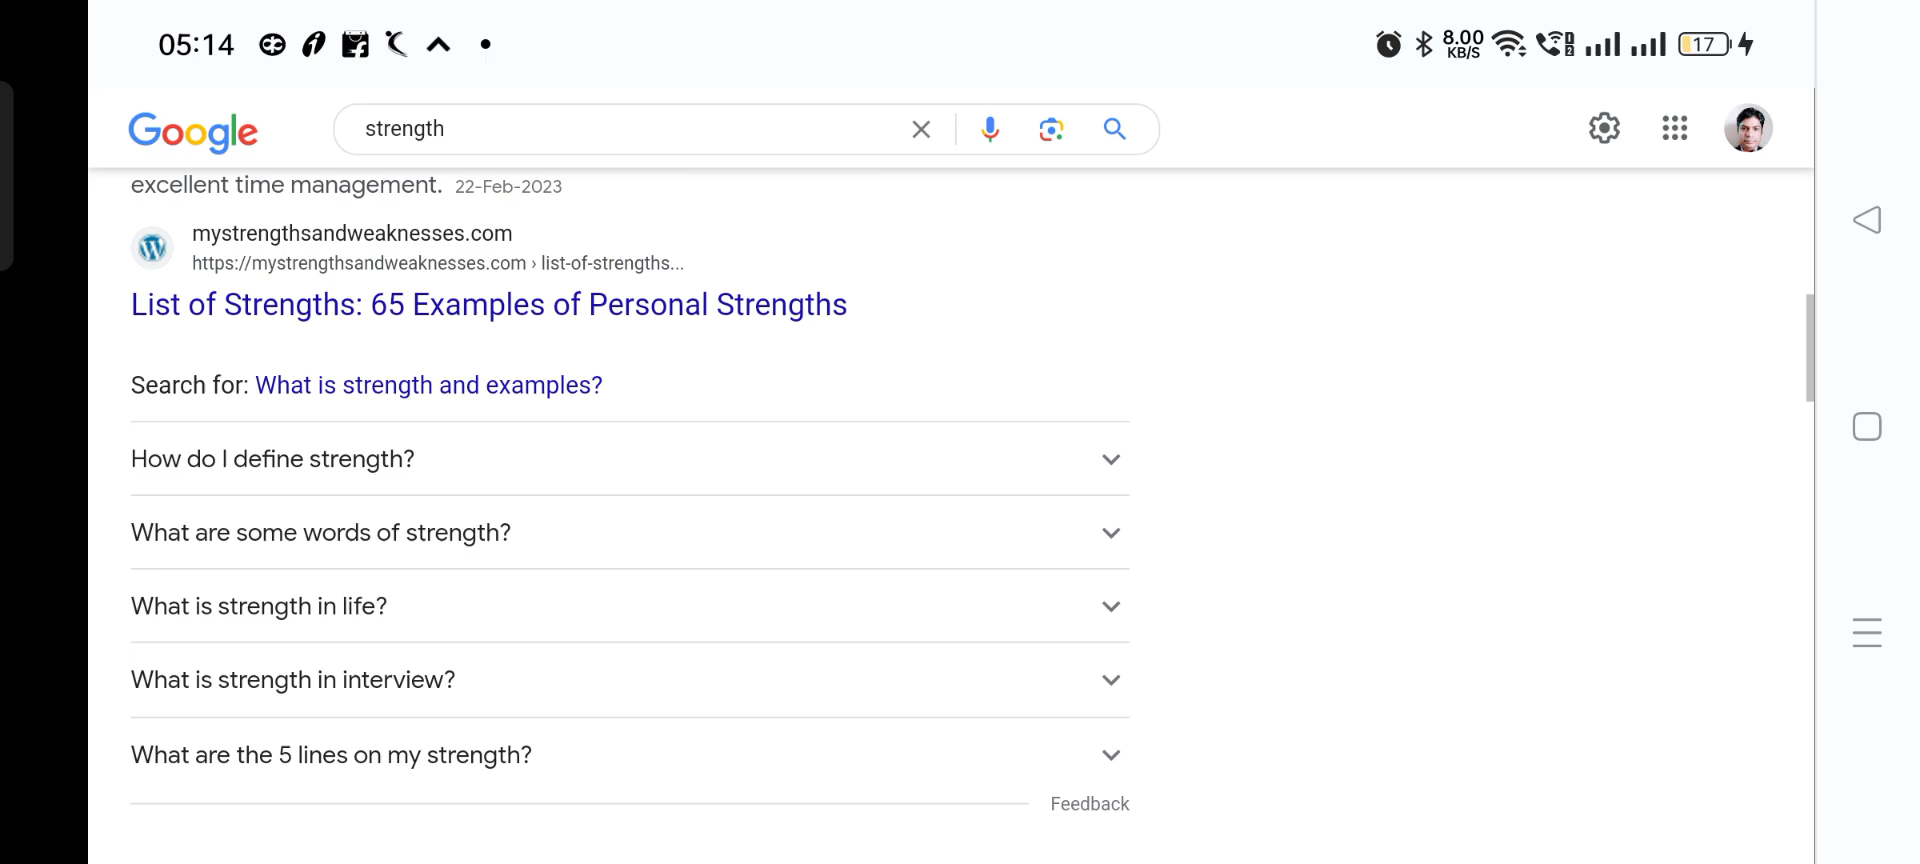 05:14
8.00
KB/S
17
Google
strength
excellent time management. 22-Feb-2023
mystrengthsandweaknesses.com
https://mystrengthsandweaknesses.com › list-of-strengths...
List of Strengths: 65 Examples of Personal Strengths
Search for: What is strength and examples?
How do I define strength?
What are some words of strength?
What is strength in life?
What is strength in interview?
What are the 5 lines on my strength?
Feedback